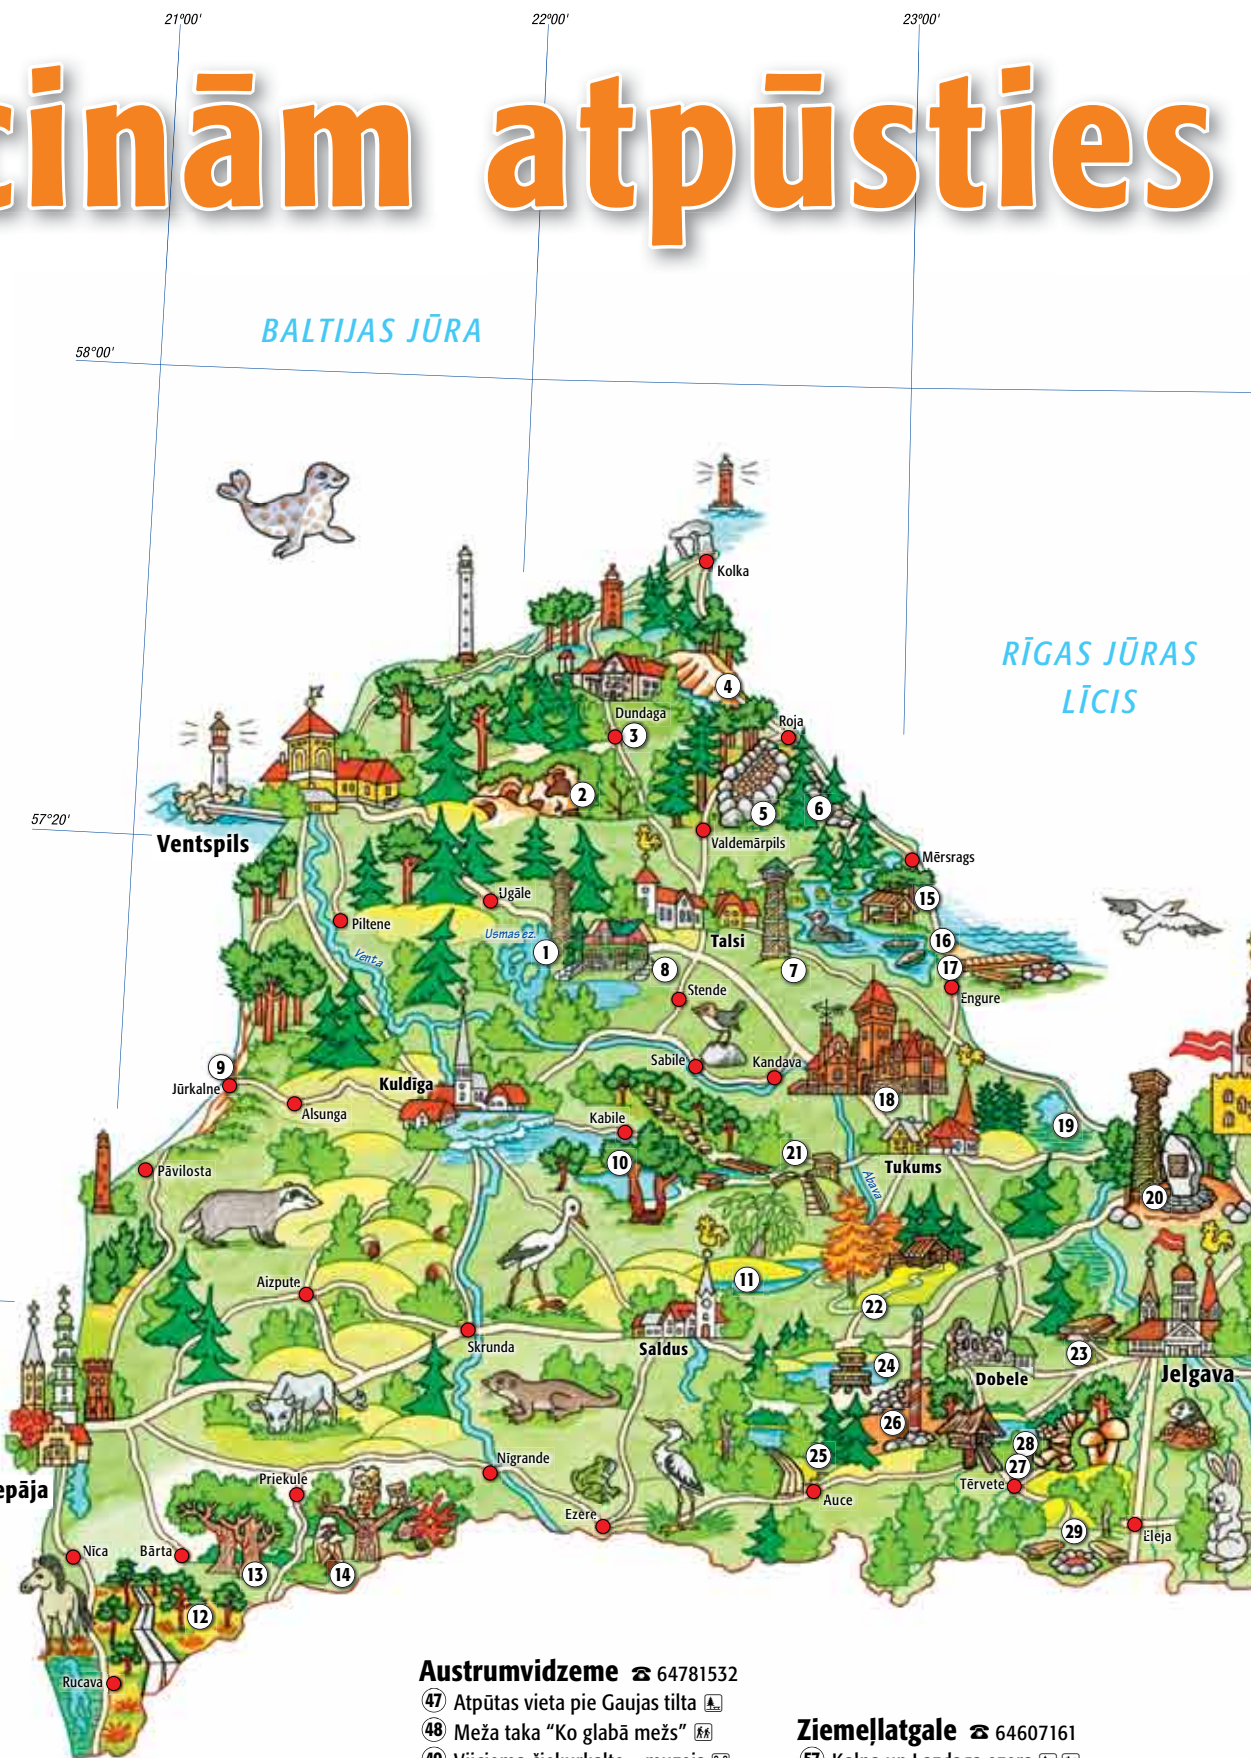 21°00'
22°00'
23°00'
cinām atpūsties
BALTIJAS JŪRA
58°00'
Kolka
RĪGAS JŪRAS
LĪCIS
4
Dundaga
3
Roja
2
5
6
57°20'
Ventspils
Valdemārpils
Mērsrags
Ugāle
15
Piltene
Usmas ez.
Venta
1
Talsi
16
8
7
17
Stende
Engure
9
Jūrkalne
Sabile
Kandava
Kuldīga
Alsunga
18
Kabile
19
10
21
Tukums
Pāvilosta
Abava
20
Aizpute
11
22
Skrunda
Saldus
23
24
Dobele
Jelgava
26
28
25
27
Nīgrande
Priekule
Tērvete
epāja
Auce
Ezere
29
Eleja
Nīca
Bārta
13
14
12
Rucava
Austrumvidzeme ☎ 64781532
47 Atpūtas vieta pie Gaujas tilta
48 Meža taka “Ko glabā mežs”
Ziemeļlatgale ☎ 64607161